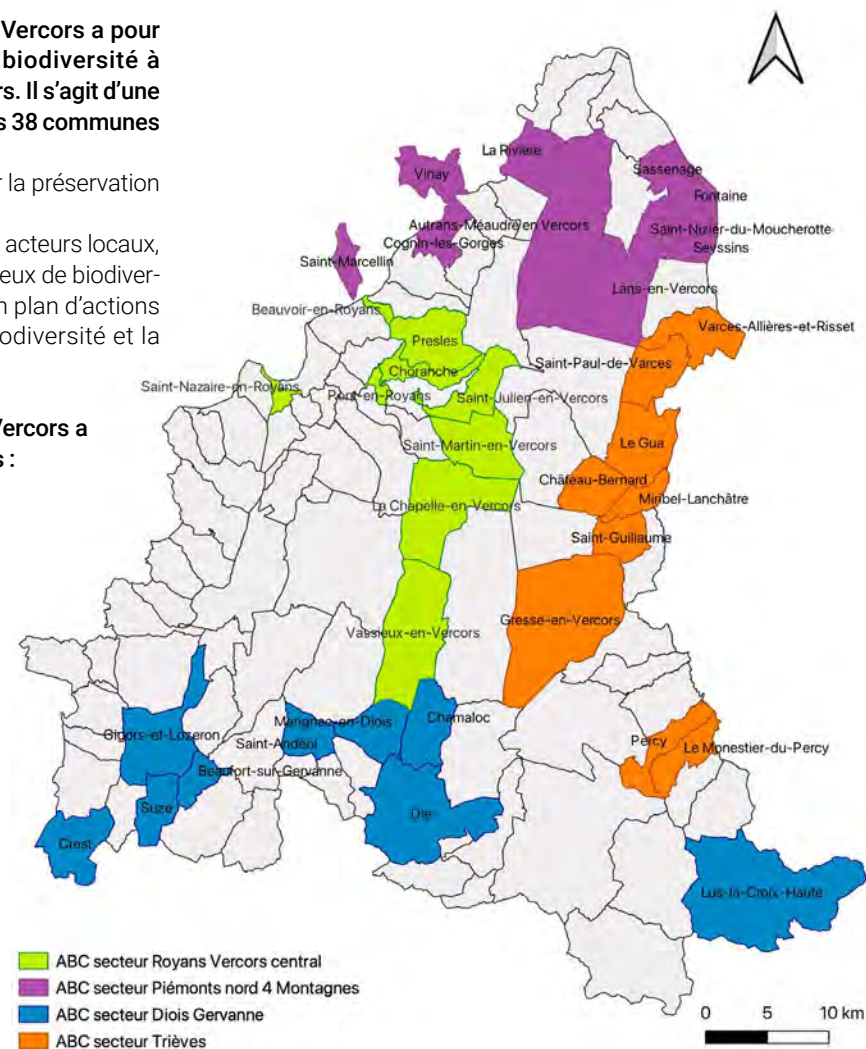 Vercors a pour
biodiversité à
rs. Il s'agit d'une
s 38 communes
r la préservation
acteurs locaux,
eux de biodiver-
n plan d'actions
odiversité et la
Vercors a
s :
La Rivière
Sassenage
Vinay
Fontaine
Autrans-Méaudre en Vercors
Saint-Nizier-du-Moucherotte
Cognin-les-Gorges
Seyssins
Saint-Marcellin
Lans-en-Vercors
Beauvoir-en-Royans
Varces-Allières-et-Risset
Presles
Saint-Paul-de-Varces
Choranche
Saint-Nazaire-en-Royans
Pont-en-Royans
Saint-Julien-en-Vercors
Saint-Martin-en-Vercors
Le Gua
Château-Bernard
Miribel-Lanchâtre
La Chapelle-en-Vercors
Saint-Guillaume
Gresse-en-Vercors
Vassieux-en-Vercors
Marignac-en-Diois
Chamaloc
Gigors-et-Lozeron
Saint-Andéol
Percy
Le Monestier-du-Percy
Beaufort-sur-Gervanne
Suze
Die
Crest
Lus-la-Croix-Haute
ABC secteur Royans Vercors central
ABC secteur Piémonts nord 4 Montagnes
ABC secteur Diois Gervanne
ABC secteur Trièves
0 5 10 km